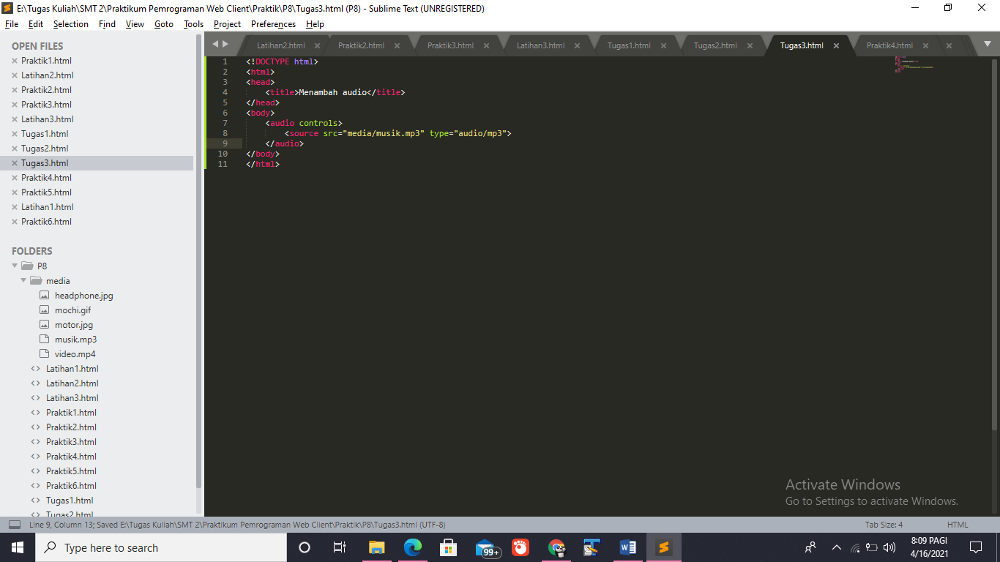 E:\Tugas Kuliah\SMT 2\Praktikum Pemrograman Web Client\Praktik\P8\Tugas3.html (P8) - Sublime Text (UNREGISTERED)
File Edit Selection Find View Goto Tools Project Preferences Help
OPEN FILES
Praktik1.html
Latihan2.html
Praktik2.html
Praktik3.html
Latihan3.html
Tugas1.html
Tugas2.html
Tugas3.html
Praktik4.html
Praktik5.html
Latihan1.html
Praktik6.html
FOLDERS
P8
media
headphone.jpg
mochi.gif
motor.jpg
musik.mp3
video.mp4
Latihan1.html
Latihan2.html
Latihan3.html
Praktik1.html
Praktik2.html
Praktik3.html
Praktik4.html
Praktik5.html
Praktik6.html
Tugas1.html
Tugas2.html
Latihan2.html Praktik2.html Praktik3.html Latihan3.html Tugas1.html Tugas2.html Tugas3.html Praktik4.html
1 <!DOCTYPE html>
2 <html>
3 <head>
4 <title>Menambah audio</title>
5 </head>
6 <body>
7 <audio controls>
8 <source src="media/musik.mp3" type="audio/mp3">
9 </audio>
10 </body>
11 </html>
Activate Windows
Go to Settings to activate Windows.
Line 9, Column 13; Saved E:\Tugas Kuliah\SMT 2\Praktikum Pemrograman Web Client\Praktik\P8\Tugas3.html (UTF-8) Tab Size: 4 HTML
Type here to search
99+
8:09 PAGI
4/16/2021